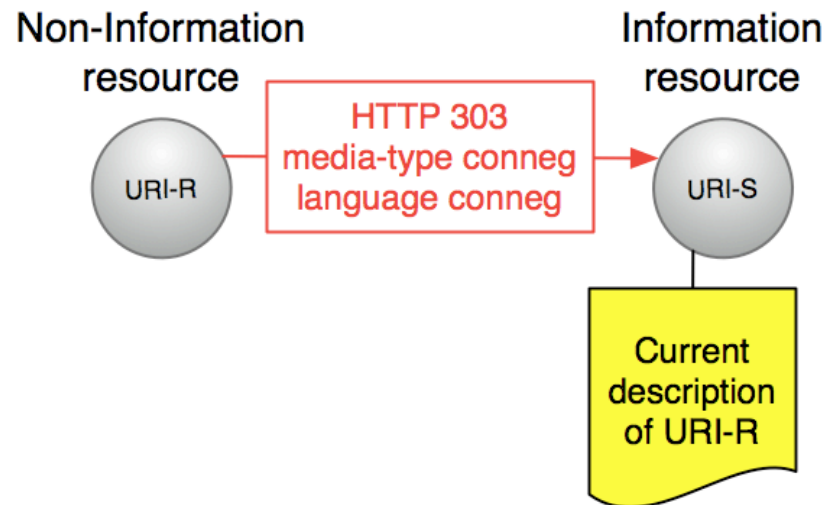 Non-Information
resource
Information
resource
HTTP 303
media-type conneg
language conneg
URI-R
URI-S
Current
description
of URI-R